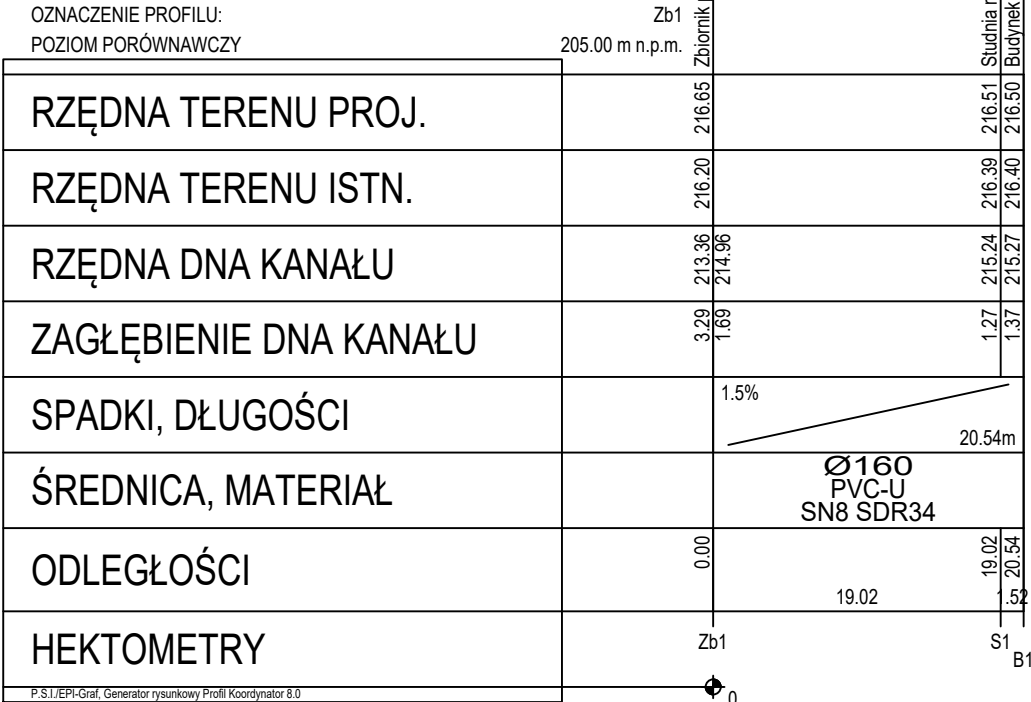 OZNACZENIE PROFILU: Zb1
POZIOM PORÓWNAWCZY 205.00 m n.p.m.
Zbiornik
Studnia
Budynek
RZĘDNA TERENU PROJ. 216.65 216.51 216.50
RZĘDNA TERENU ISTN. 216.20 216.39 216.40
RZĘDNA DNA KANAŁU 213.36 214.96 215.24 215.27
ZAGŁĘBIENIE DNA KANAŁU 3.29 1.69 1.27 1.37
SPADKI, DŁUGOŚCI 1.5% 20.54m
ŚREDNICA, MATERIAŁ Ø160
PVC-U
SN8 SDR34
ODLEGŁOŚCI 0.00 19.02 20.54
19.02 1.52
HEKTOMETRY Zb1 S1
B1
P.S.I./EPI-Graf, Generator rysunkowy Profil Koordynator 8.0
0